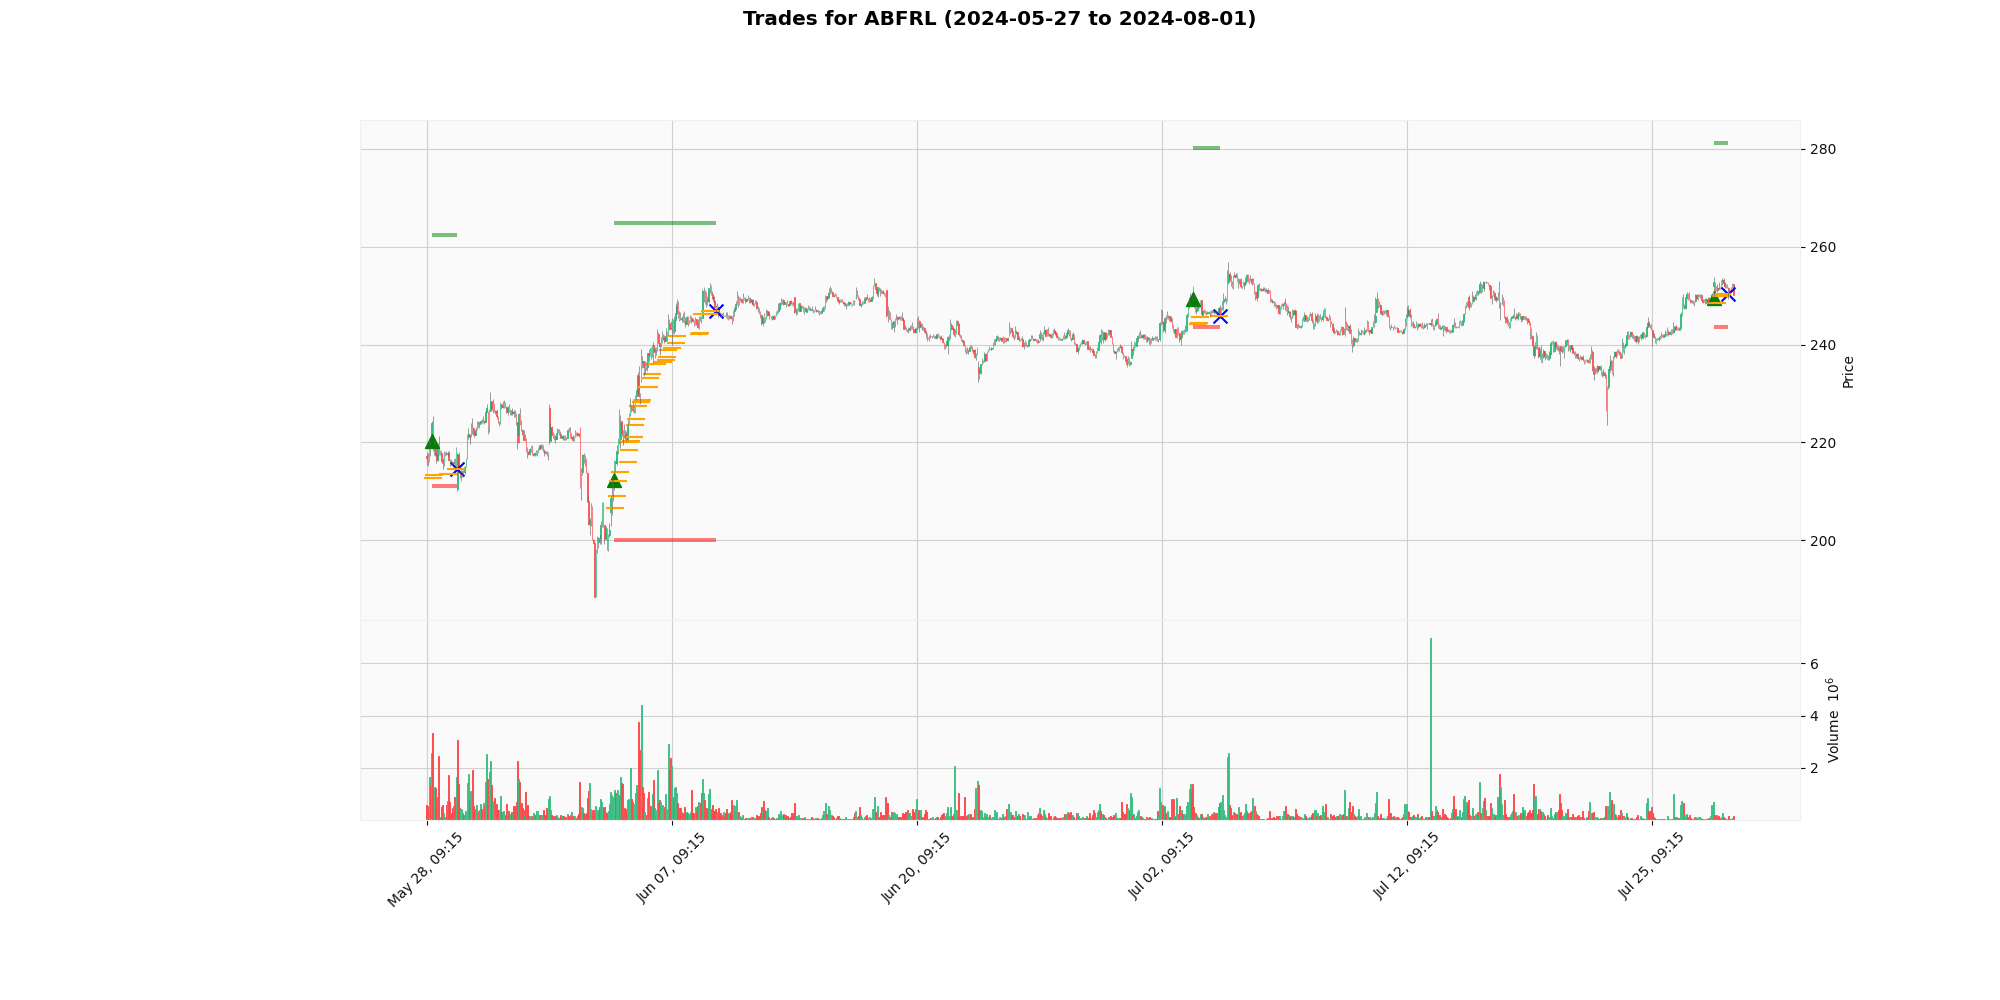 Trades for ABFRL (2024-05-27 to 2024-08-01)
280
260
240
220
200
Price
6
4
2
Volume 10^6
May 28, 09:15
Jun 07, 09:15
Jun 20, 09:15
Jul 02, 09:15
Jul 12, 09:15
Jul 25, 09:15